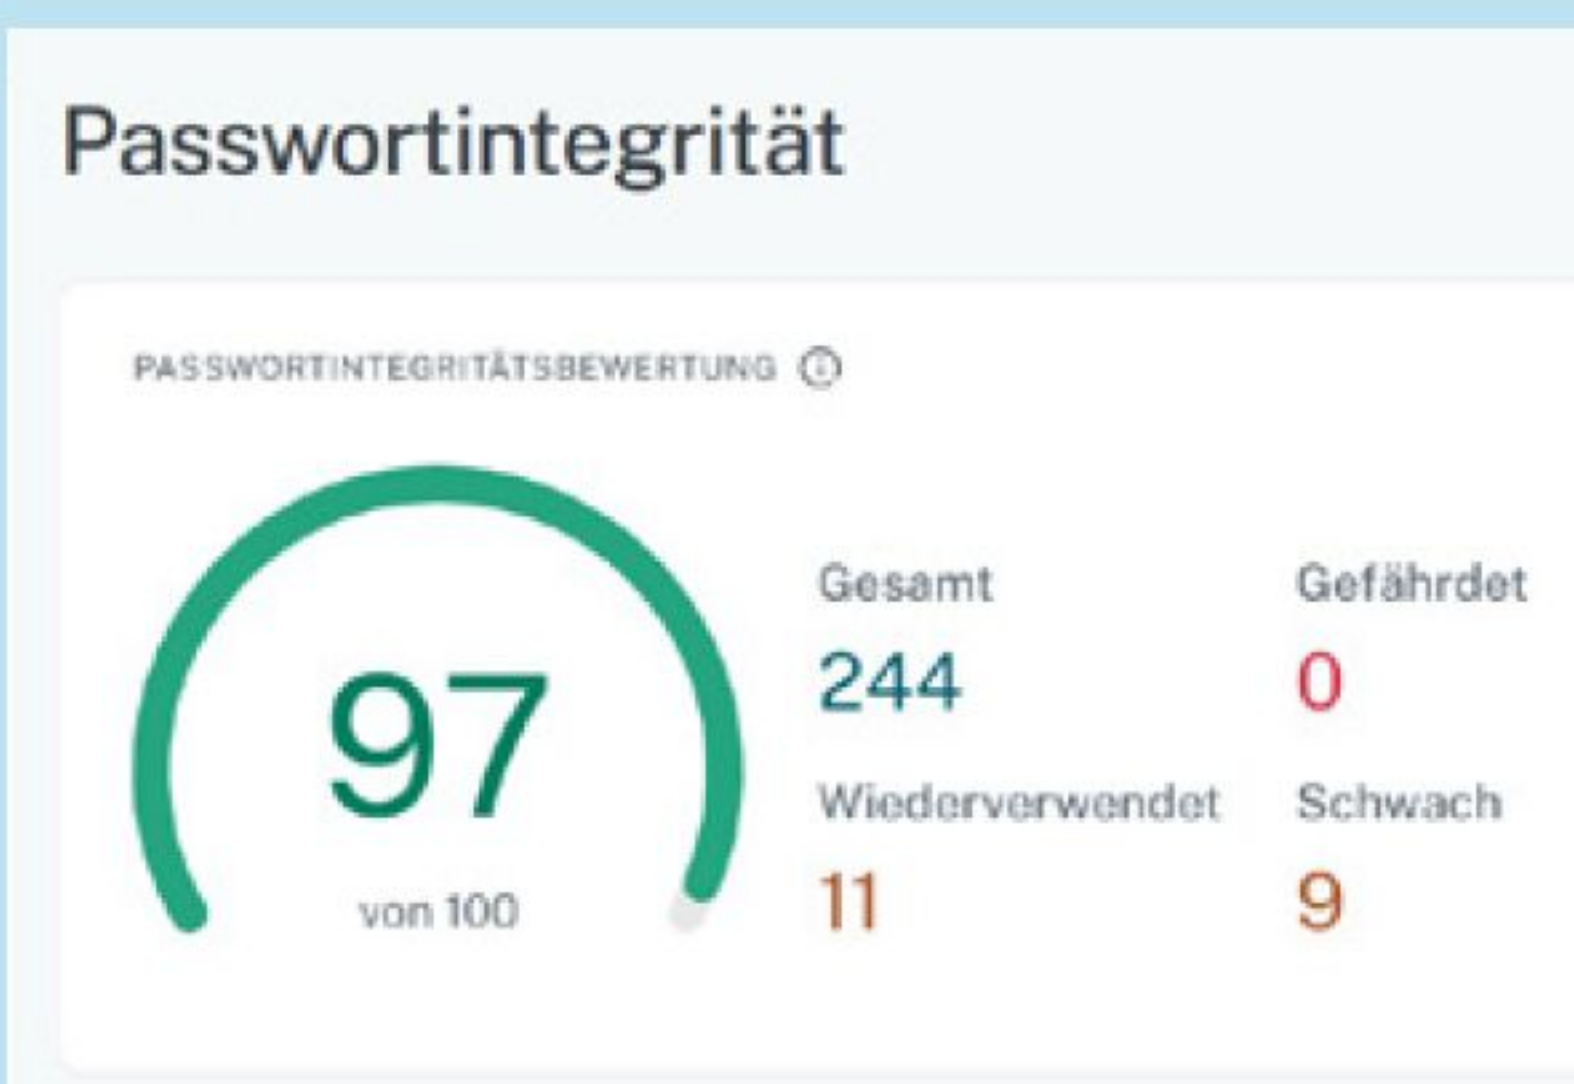 Passwortintegrität
PASSWORTINTEGRITÄTSBEWERTUNG
97
von 100
Gesamt
244
Gefährdet
0
Wiederverwendet
11
Schwach
9